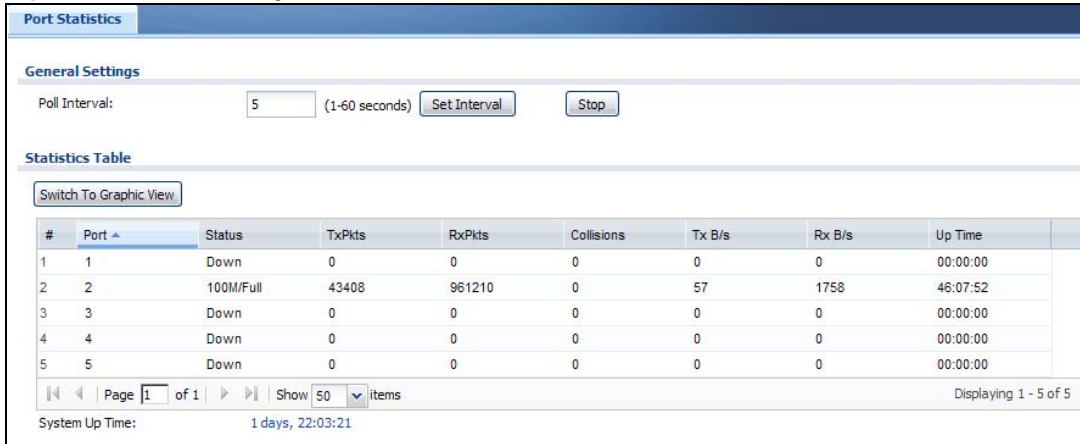 Port Statistics
General Settings
Poll Interval: 5 (1-60 seconds) Set Interval Stop
Statistics Table
Switch To Graphic View
# Port Status TxPkts RxPkts Collisions Tx B/s Rx B/s Up Time
1 1 Down 0 0 0 0 0 00:00:00
2 2 100M/Full 43408 961210 0 57 1758 46:07:52
3 3 Down 0 0 0 0 0 00:00:00
4 4 Down 0 0 0 0 0 00:00:00
5 5 Down 0 0 0 0 0 00:00:00
Page 1 of 1 Show 50 items Displaying 1 - 5 of 5
System Up Time: 1 days, 22:03:21